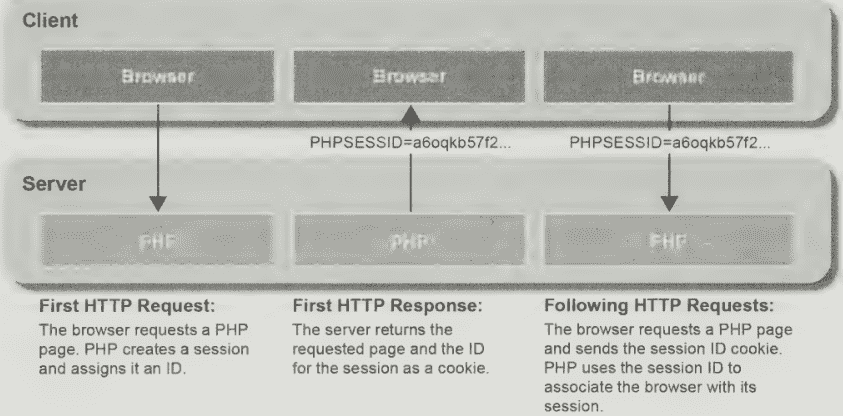 Client
Browser Browser Browser
PHPSESSID=a6oqkb57f2... PHPSESSID=a6oqkb57f2...
Server
PHP PHP PHP
First HTTP Request:
The browser requests a PHP
page. PHP creates a session
and assigns it an ID.
First HTTP Response:
The server returns the
requested page and the ID
for the session as a cookie.
Following HTTP Requests:
The browser requests a PHP page
and sends the session ID cookie.
PHP uses the session ID to
associate the browser with its
session.